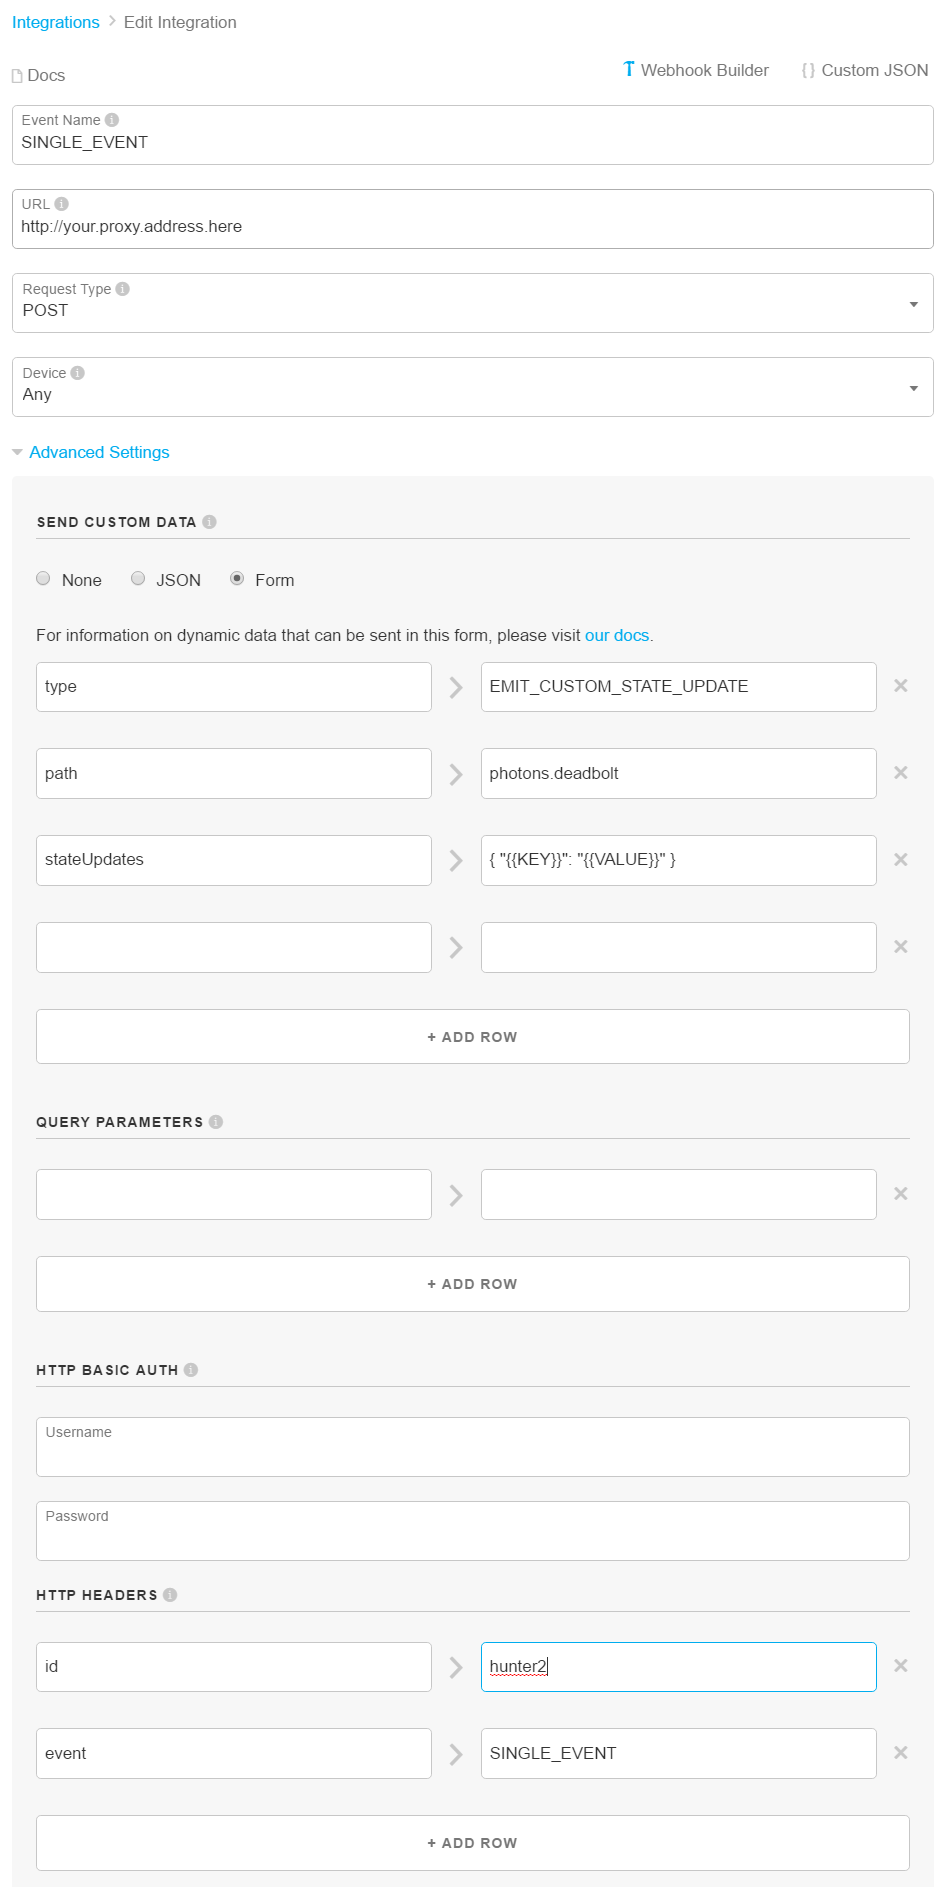 Integrations > Edit Integration
Docs
Webhook Builder
{ } Custom JSON
Event Name
SINGLE_EVENT
URL
http://your.proxy.address.here
Request Type
POST
Device
Any
Advanced Settings
SEND CUSTOM DATA
None JSON Form
For information on dynamic data that can be sent in this form, please visit our docs.
type > EMIT_CUSTOM_STATE_UPDATE
path > photons.deadbolt
stateUpdates > { "{{KEY}}": "{{VALUE}}" }
+ ADD ROW
QUERY PARAMETERS
+ ADD ROW
HTTP BASIC AUTH
Username
Password
HTTP HEADERS
id > hunter2
event > SINGLE_EVENT
+ ADD ROW